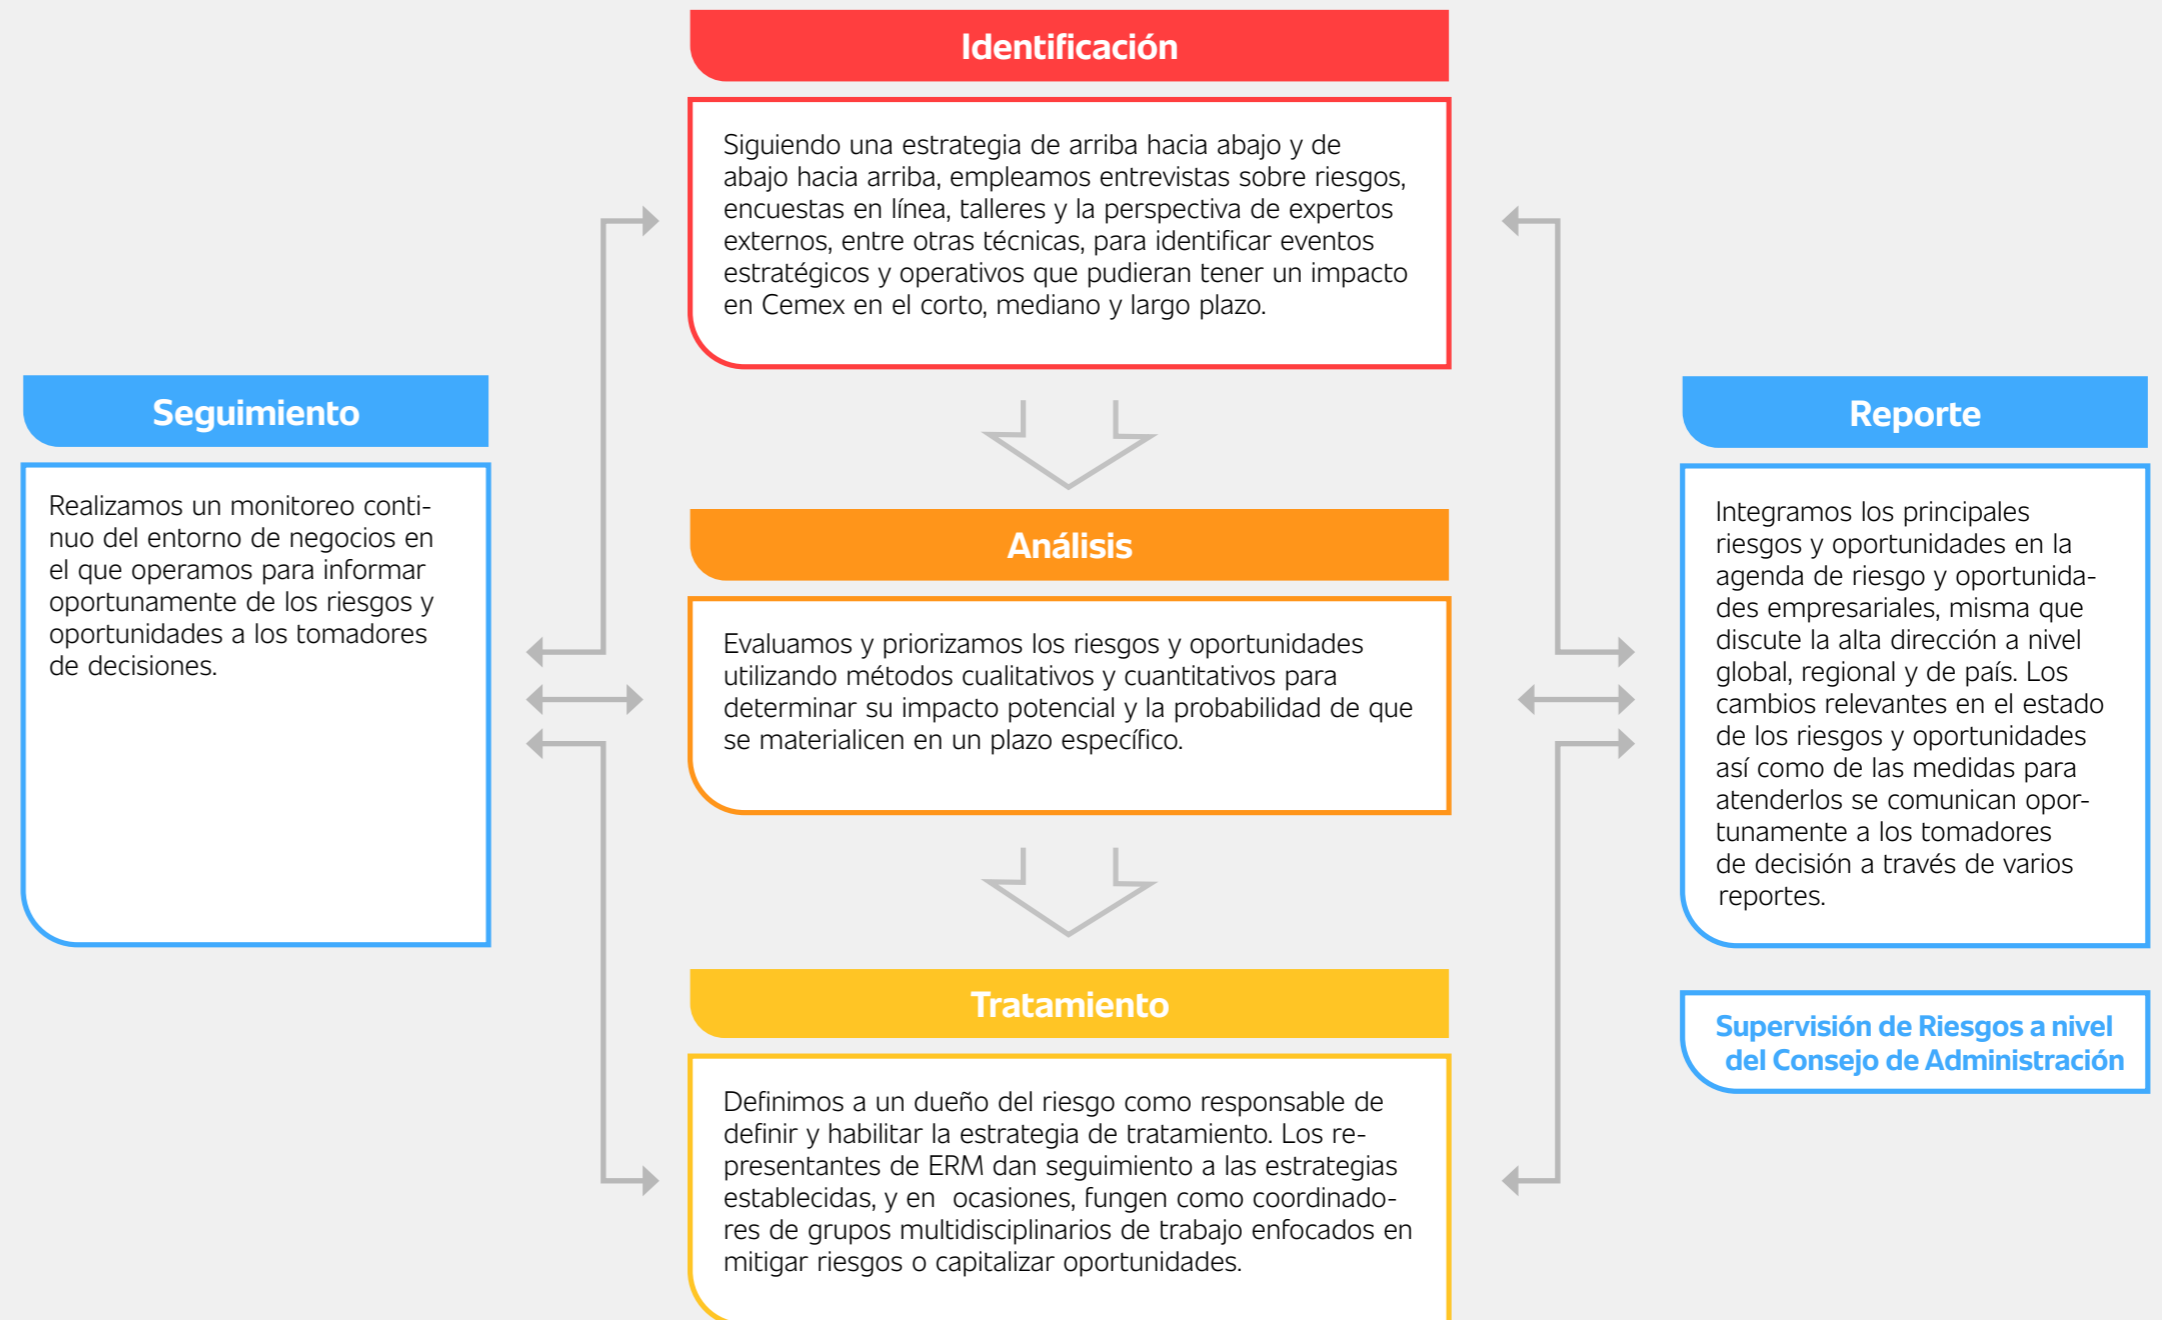 Identificación
Siguiendo una estrategia de arriba hacia abajo y de
abajo hacia arriba, empleamos entrevistas sobre riesgos,
encuestas en línea, talleres y la perspectiva de expertos
externos, entre otras técnicas, para identificar eventos
estratégicos y operativos que pudieran tener un impacto
en Cemex en el corto, mediano y largo plazo.
Seguimiento
Realizamos un monitoreo conti-
nuo del entorno de negocios en
el que operamos para informar
oportunamente de los riesgos y
oportunidades a los tomadores
de decisiones.
Análisis
Evaluamos y priorizamos los riesgos y oportunidades
utilizando métodos cualitativos y cuantitativos para
determinar su impacto potencial y la probabilidad de que
se materialicen en un plazo específico.
Tratamiento
Definimos a un dueño del riesgo como responsable de
definir y habilitar la estrategia de tratamiento. Los re-
presentantes de ERM dan seguimiento a las estrategias
establecidas, y en ocasiones, fungen como coordinado-
res de grupos multidisciplinarios de trabajo enfocados en
mitigar riesgos o capitalizar oportunidades.
Reporte
Integramos los principales
riesgos y oportunidades en la
agenda de riesgo y oportunida-
des empresariales, misma que
discute la alta dirección a nivel
global, regional y de país. Los
cambios relevantes en el estado
de los riesgos y oportunidades
así como de las medidas para
atenderlos se comunican opor-
tunamente a los tomadores
de decisión a través de varios
reportes.
Supervisión de Riesgos a nivel
del Consejo de Administración